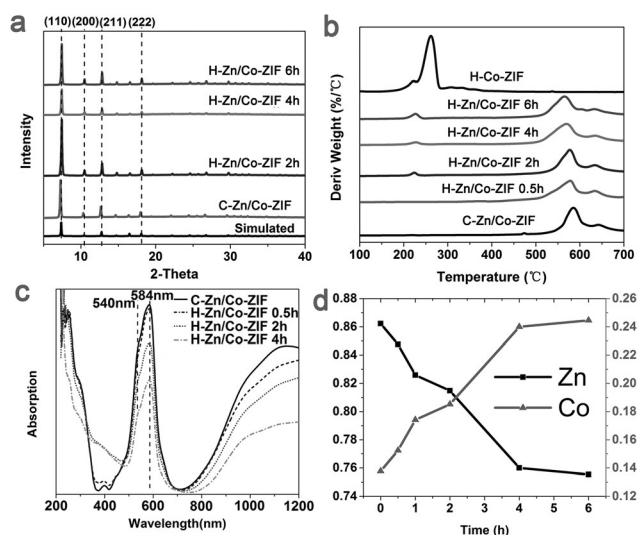 a
(110) (200) (211) (222)
H-Zn/Co-ZIF 6h
H-Zn/Co-ZIF 4h
H-Zn/Co-ZIF 2h
C-Zn/Co-ZIF
Simulated
Intensity
0 10 20 30 40
2-Theta
b
H-Co-ZIF
H-Zn/Co-ZIF 6h
H-Zn/Co-ZIF 4h
H-Zn/Co-ZIF 2h
H-Zn/Co-ZIF 0.5h
C-Zn/Co-ZIF
Deriv Weight (%/℃)
100 200 300 400 500 600 700
Temperature (℃)
c
540nm
584nm
C-Zn/Co-ZIF
H-Zn/Co-ZIF 0.5h
H-Zn/Co-ZIF 2h
H-Zn/Co-ZIF 4h
Absorption
200 400 600 800 1000 1200
Wavelength(nm)
d
0.88
0.86
0.84
0.82
0.80
0.78
0.76
0.74
Zn
Co
0.26
0.24
0.22
0.20
0.18
0.16
0.14
0.12
0 1 2 3 4 5 6
Time (h)